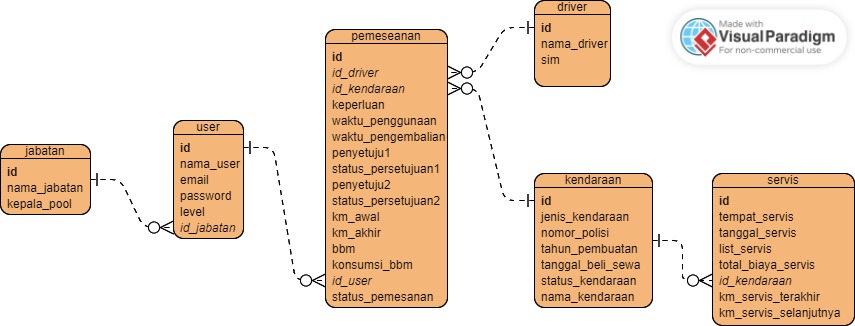 jabatan
id
nama_jabatan
kepala_pool
user
id
nama_user
email
password
level
id_jabatan
pemeseanan
id
id_driver
id_kendaraan
keperluan
waktu_penggunaan
waktu_pengembalian
penyetuju1
status_persetujuan1
penyetuju2
status_persetujuan2
km_awal
km_akhir
bbm
konsumsi_bbm
id_user
status_pemesanan
driver
id
nama_driver
sim
kendaraan
id
jenis_kendaraan
nomor_polisi
tahun_pembuatan
tanggal_beli_sewa
status_kendaraan
nama_kendaraan
servis
id
tempat_servis
tanggal_servis
list_servis
total_biaya_servis
id_kendaraan
km_servis_terakhir
km_servis_selanjutnya
Made with
Visual Paradigm
For non-commercial use